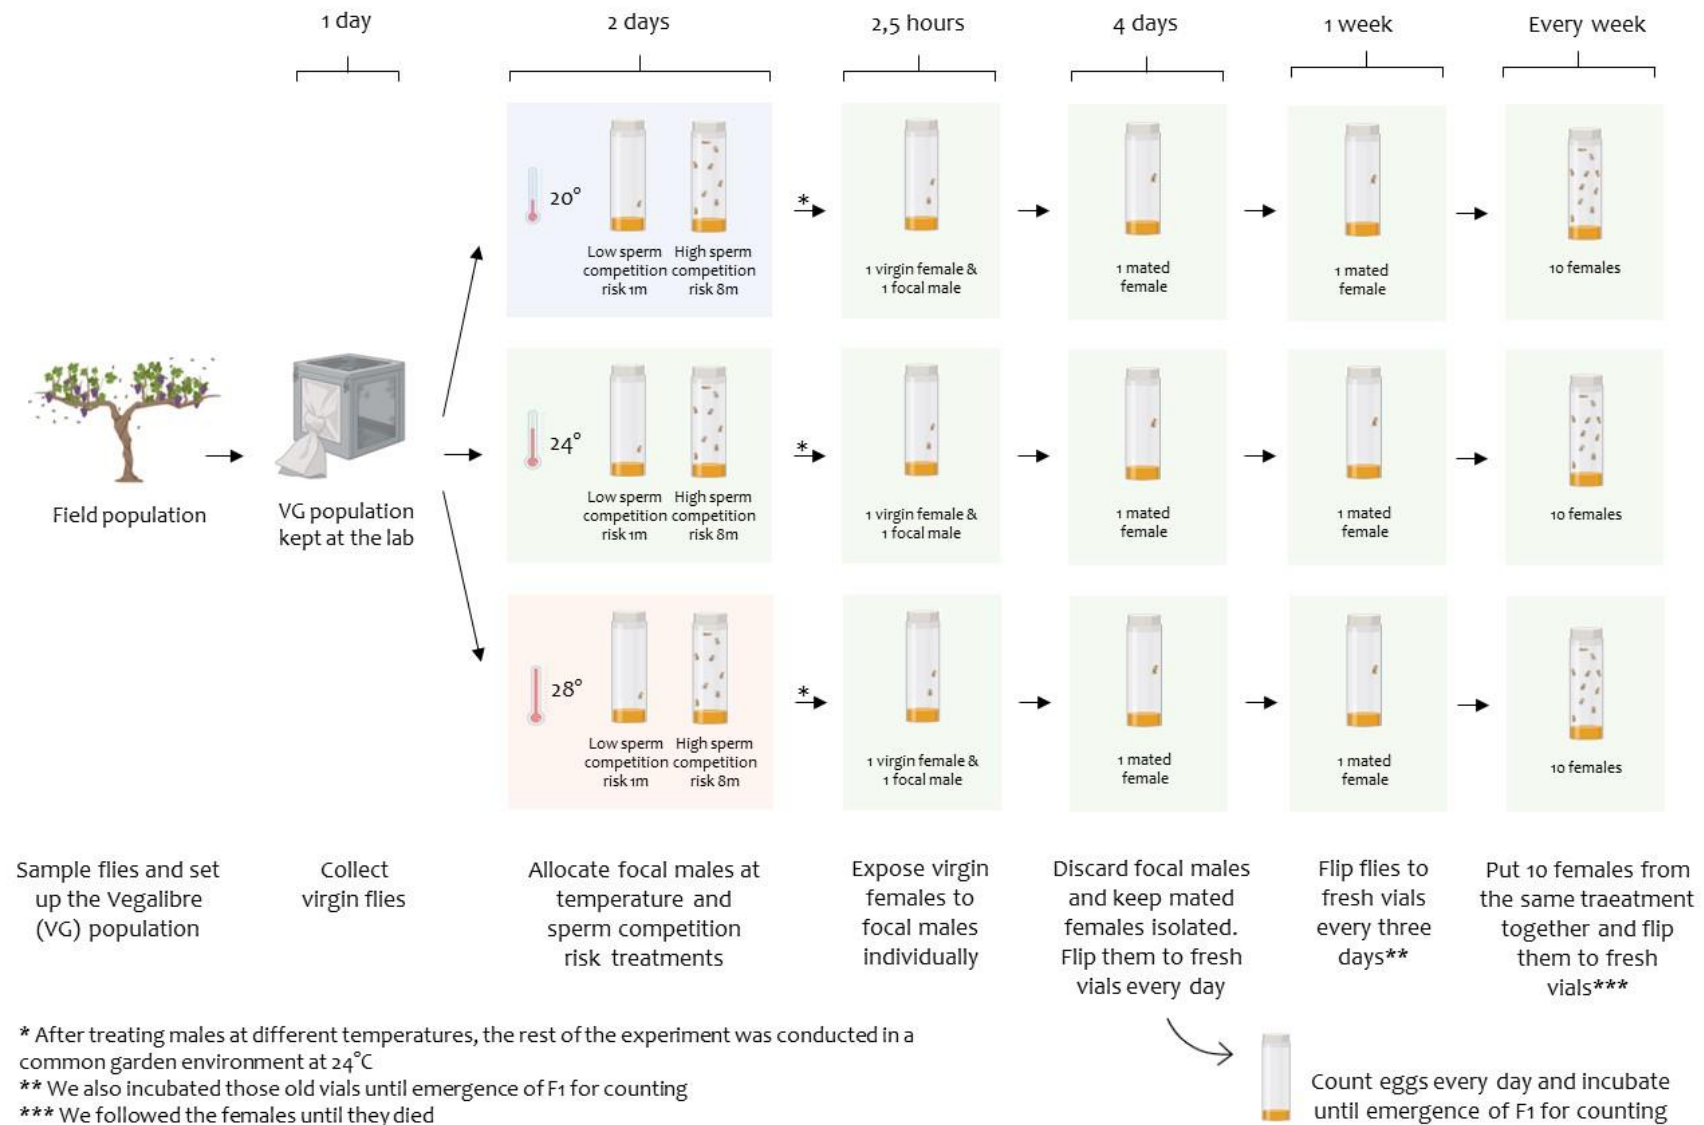 1 day
2 days
2,5 hours
4 days
1 week
Every week
20°
Low sperm
competition
risk 1m
High sperm
competition
risk 8m
*
1 virgin female &
1 focal male
1 mated
female
1 mated
female
10 females
Field population
VG population
kept at the lab
24°
Low sperm
competition
risk 1m
High sperm
competition
risk 8m
*
1 virgin female &
1 focal male
1 mated
female
1 mated
female
10 females
28°
Low sperm
competition
risk 1m
High sperm
competition
risk 8m
*
1 virgin female &
1 focal male
1 mated
female
1 mated
female
10 females
Sample flies and set
up the Vegalibre
(VG) population
Collect
virgin flies
Allocate focal males at
temperature and
sperm competition
risk treatments
Expose virgin
females to
focal males
individually
Discard focal males
and keep mated
females isolated.
Flip them to fresh
vials every day
Flip flies to
fresh vials
every three
days**
Put 10 females from
the same traeatment
together and flip
them to fresh
vials***
* After treating males at different temperatures, the rest of the experiment was conducted in a
common garden environment at 24°C
** We also incubated those old vials until emergence of F1 for counting
*** We followed the females until they died
Count eggs every day and incubate
until emergence of F1 for counting